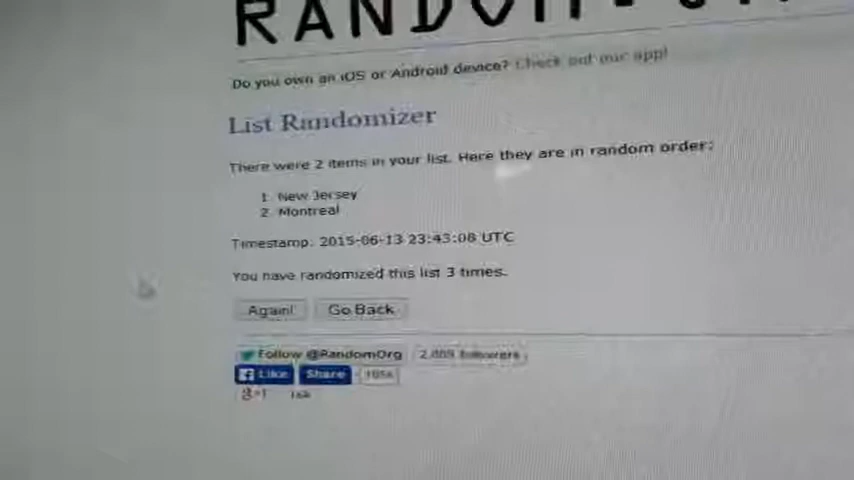 Do you own an iOS or Android device? Check out our app!
List Randomizer
There were 2 items in your list. Here they are in random order:
1 New Jersey
2 Montreal
Timestamp: 2015-06-13 23:43:08 UTC
You have randomized this list 3 times.
Again! Go Back
Follow @RandomOrg followers
Like Share